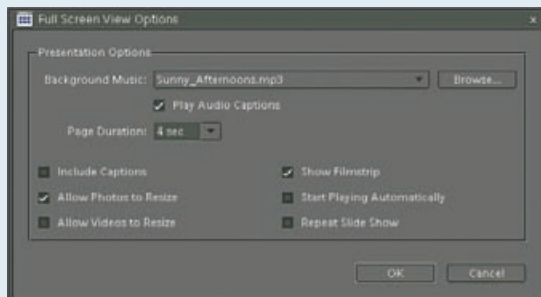 Full Screen View Options
Presentation Options
Background Music: Sunny_Afternoons.mp3 Browse...
Play Audio Captions
Page Duration: 4 sec
Include Captions
Show Filmstrip
Allow Photos to Resize
Start Playing Automatically
Allow Videos to Resize
Repeat Slide Show
OK Cancel